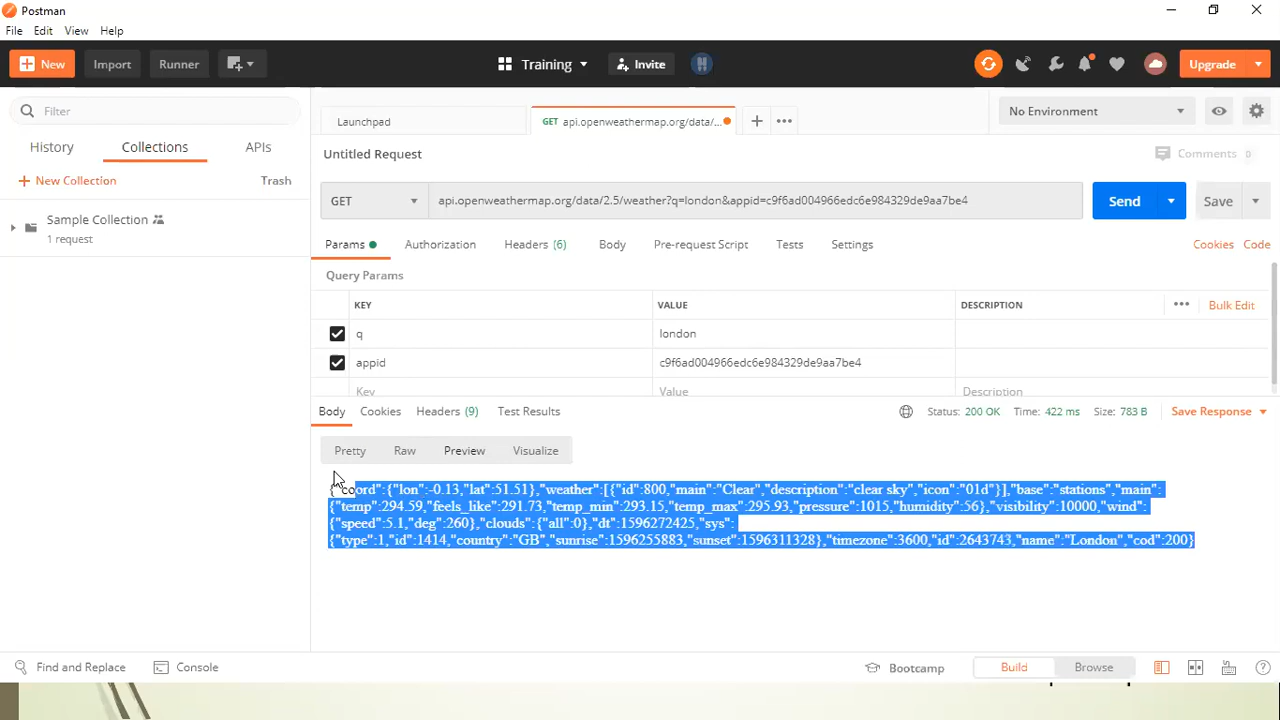 Postman
File Edit View Help
New Import Runner Training Invite Upgrade
Filter
History Collections APIs
New Collection Trash
Sample Collection
1 request
Launchpad GET api.openweathermap.org/data/... No Environment
Untitled Request Comments 0
GET api.openweathermap.org/data/2.5/weather?q=london&appid=c9f6ad004966edc6e984329de9aa7be4 Send Save
Params Authorization Headers (6) Body Pre-request Script Tests Settings Cookies Code
Query Params
KEY VALUE DESCRIPTION Bulk Edit
q london
appid c9f6ad004966edc6e984329de9aa7be4
Key Value Description
Body Cookies Headers (9) Test Results Status: 200 OK Time: 422 ms Size: 783 B Save Response
Pretty Raw Preview Visualize
{"coord":{"lon":-0.13,"lat":51.51},"weather":[{"id":800,"main":"Clear","description":"clear sky","icon":"01d"}],"base":"stations","main":
{"temp":294.59,"feels_like":291.73,"temp_min":293.15,"temp_max":295.93,"pressure":1015,"humidity":56},"visibility":10000,"wind":
{"speed":5.1,"deg":260},"clouds":{"all":0},"dt":1596272425,"sys":
{"type":1,"id":1414,"country":"GB","sunrise":1596255883,"sunset":1596311328},"timezone":3600,"id":2643743,"name":"London","cod":200}
Find and Replace Console Bootcamp Build Browse